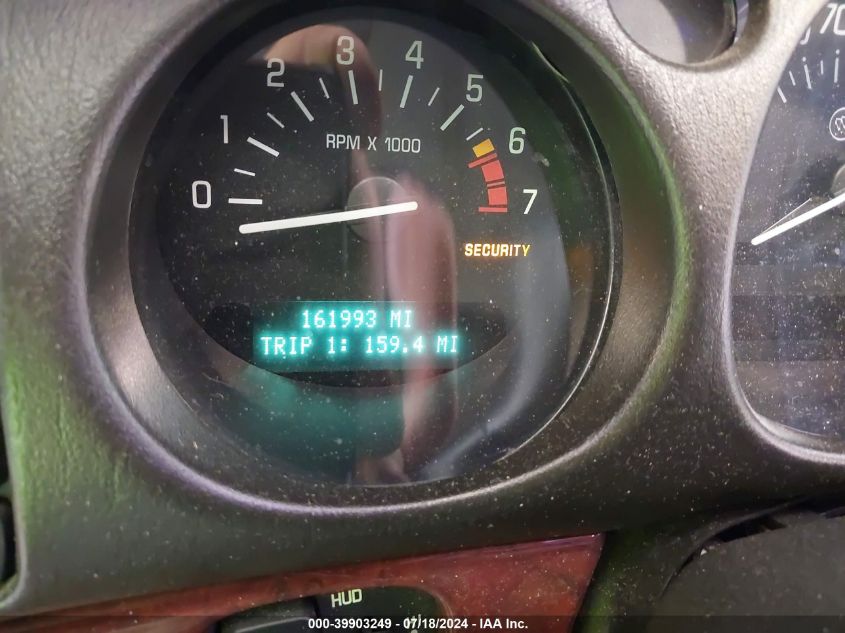 0 1 2 3 4 5 6 7
RPM X 1000
SECURITY
161993 MI
TRIP 1: 159.4 MI
70
HUD
000-39903249 - 07/18/2024 - IAA Inc.